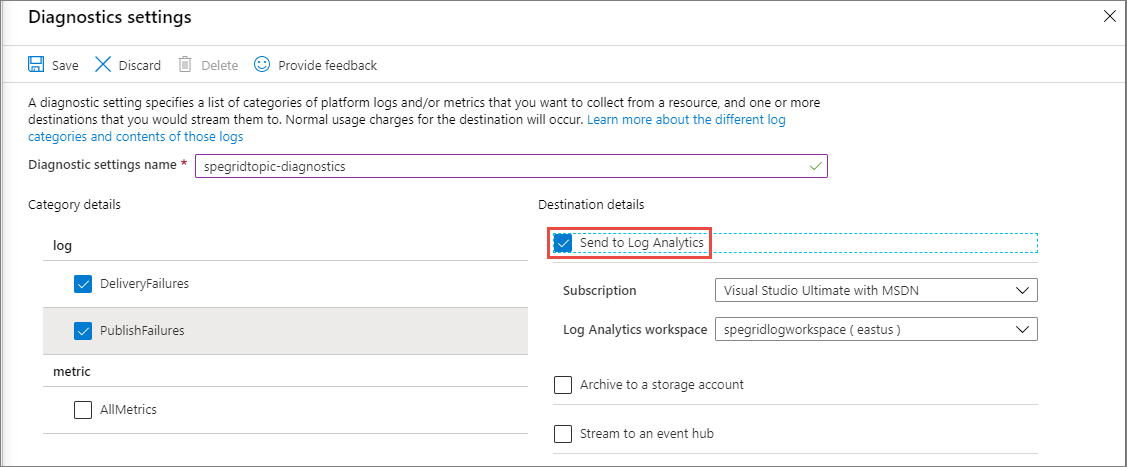 Diagnostics settings
Save Discard Delete Provide feedback
A diagnostic setting specifies a list of categories of platform logs and/or metrics that you want to collect from a resource, and one or more
destinations that you would stream them to. Normal usage charges for the destination will occur. Learn more about the different log
categories and contents of those logs
Diagnostic settings name * spegridtopic-diagnostics
Category details
log
DeliveryFailures
PublishFailures
metric
AllMetrics
Destination details
Send to Log Analytics
Subscription Visual Studio Ultimate with MSDN
Log Analytics workspace spegridlogworkspace ( eastus )
Archive to a storage account
Stream to an event hub